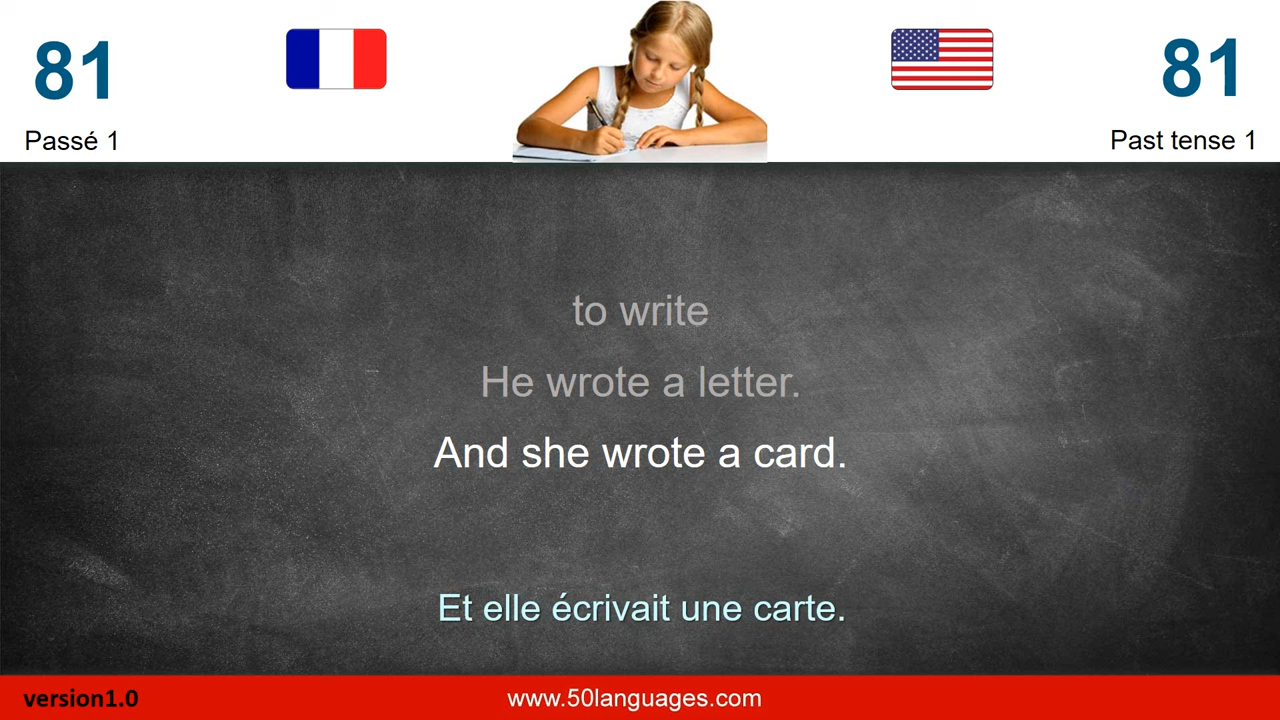 81
81
Passé 1
Past tense 1
to write
He wrote a letter.
And she wrote a card.
Et elle écrivait une carte.
version1.0
www.50languages.com